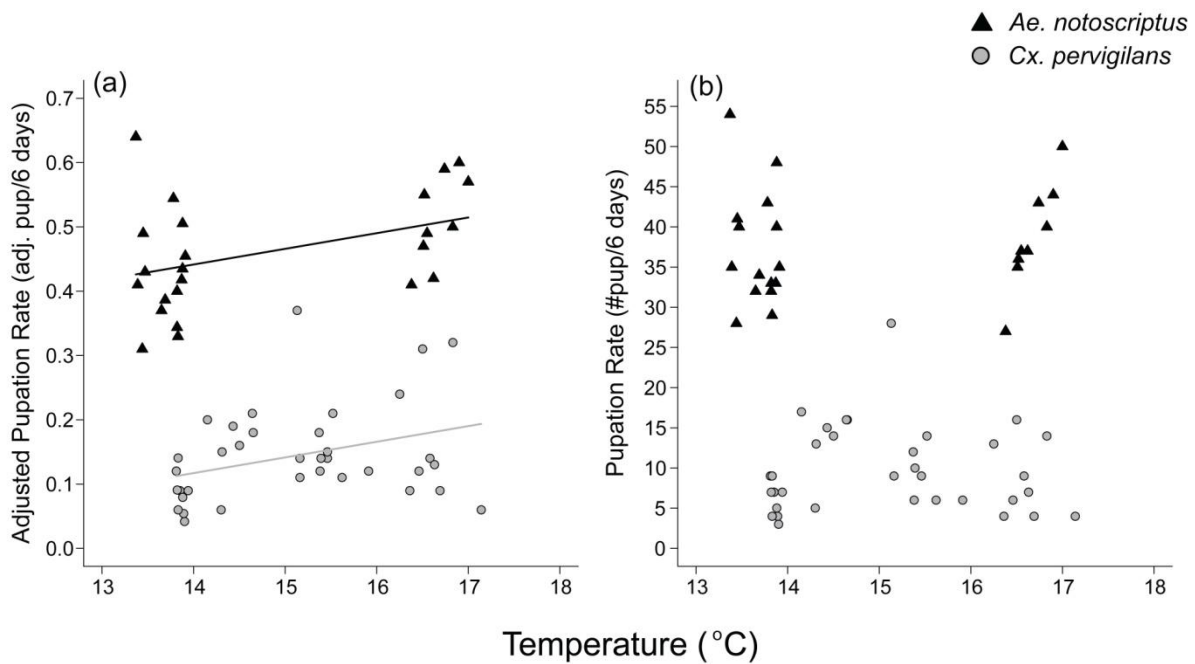 Ae. notoscriptus
Cx. pervigilans
(a)
Adjusted Pupation Rate (adj. pup/6 days)
0.7
0.6
0.5
0.4
0.3
0.2
0.1
0.0
13 14 15 16 17 18
(b)
Pupation Rate (#pup/6 days)
55
50
45
40
35
30
25
20
15
10
5
0
13 14 15 16 17 18
Temperature (°C)